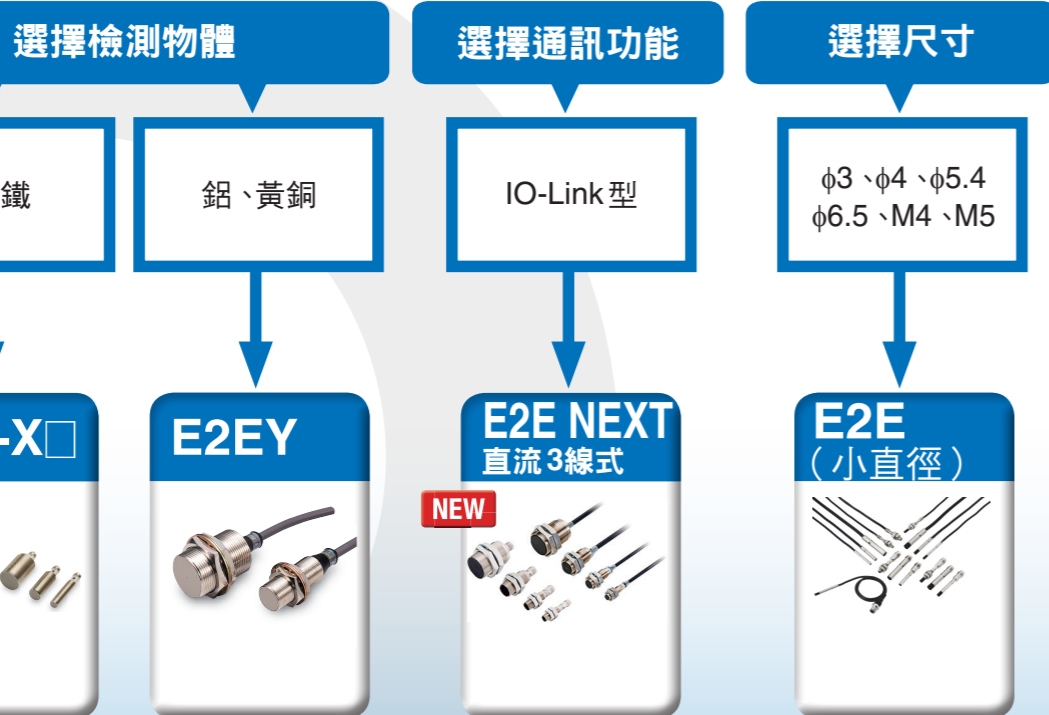 選擇檢測物體
選擇通訊功能
選擇尺寸
鐵
鋁、黃銅
IO-Link型
ϕ3、ϕ4、ϕ5.4
ϕ6.5、M4、M5
-X□
E2EY
E2E NEXT
直流3線式
E2E
(小直徑)
NEW